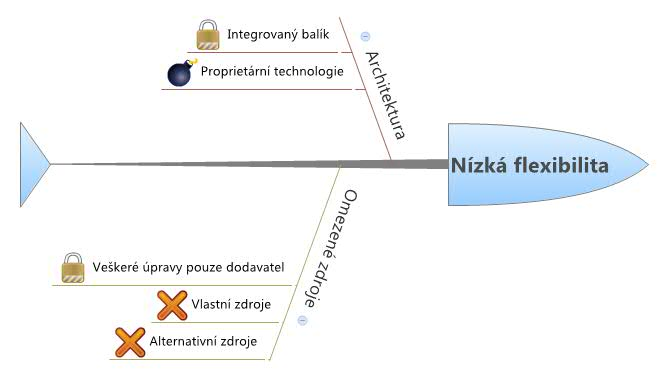 Integrovaný balík
Proprietární technologie
Architektura
Nízká flexibilita
Omezené zdroje
Veškeré úpravy pouze dodavatel
Vlastní zdroje
Alternativní zdroje